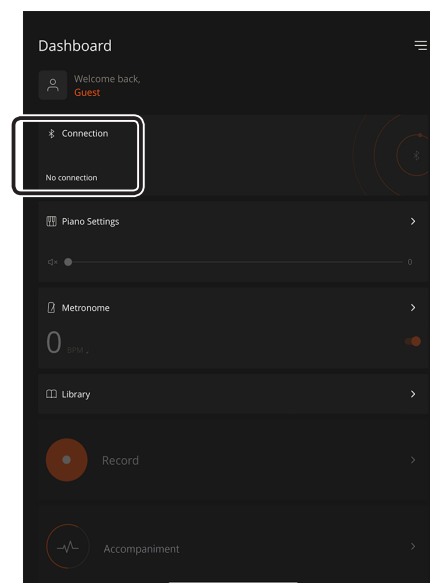 Dashboard
Welcome back,
Guest
Connection
No connection
Piano Settings
0
Metronome
0 BPM .
Library
Record
Accompaniment